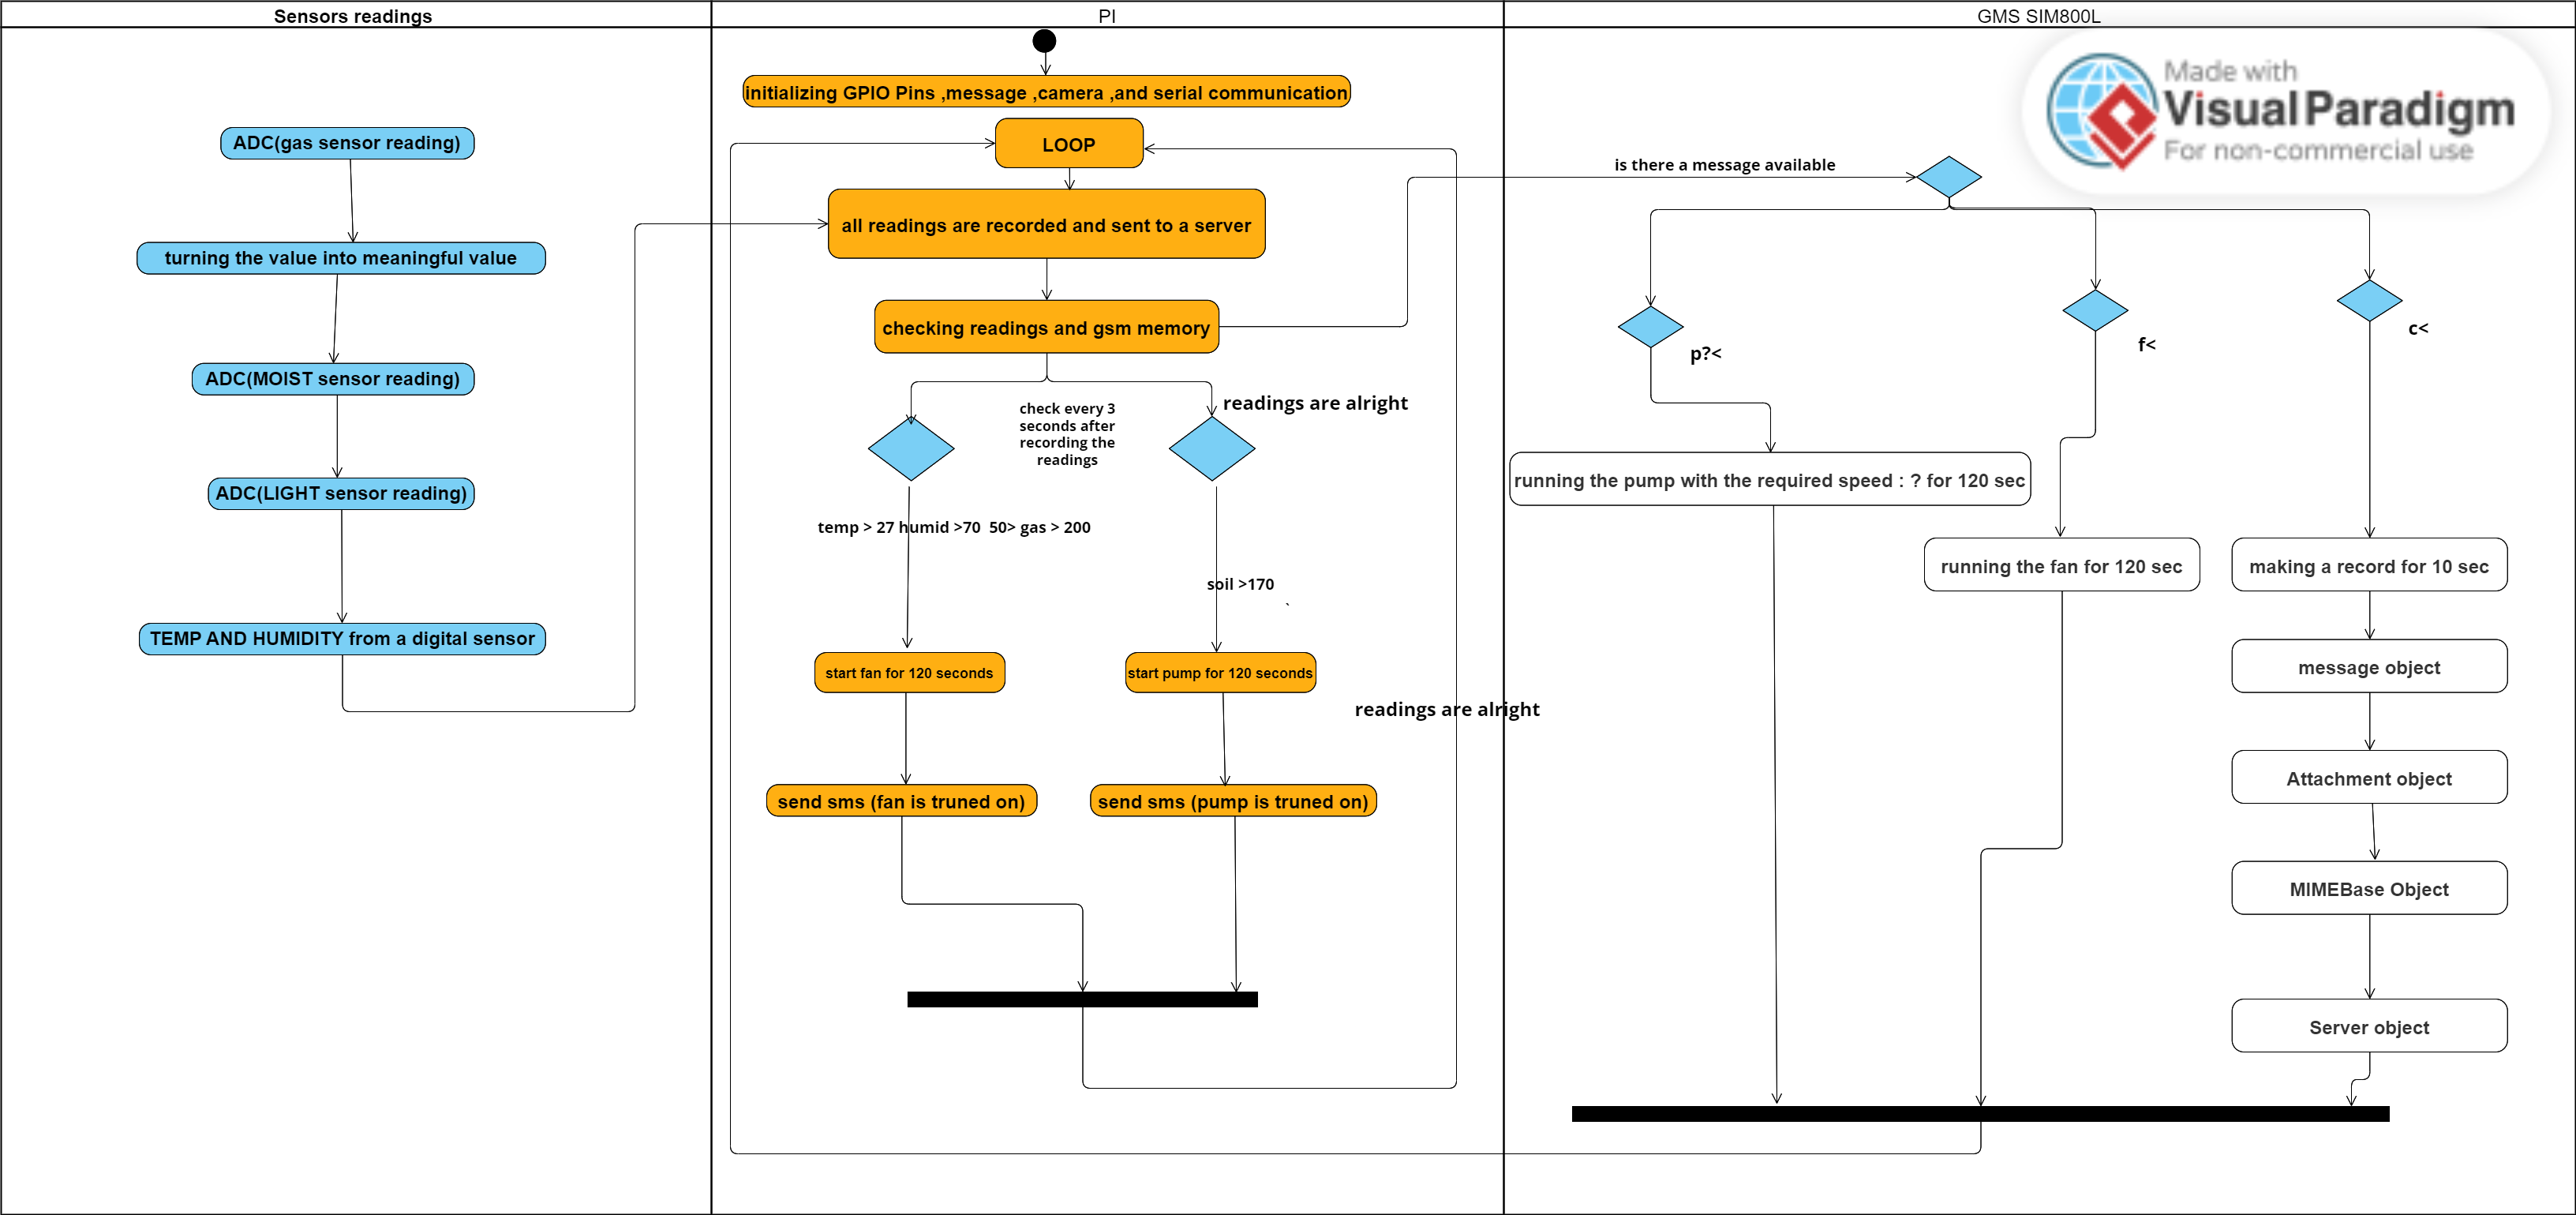 Sensors readings
PI
GMS SIM800L
Made with
Visual Paradigm
For non-commercial use
ADC(gas sensor reading)
turning the value into meaningful value
ADC(MOIST sensor reading)
ADC(LIGHT sensor reading)
TEMP AND HUMIDITY from a digital sensor
initializing GPIO Pins ,message ,camera ,and serial communication
LOOP
all readings are recorded and sent to a server
checking readings and gsm memory
check every 3
seconds after
recording the
readings
readings are alright
temp > 27 humid >70 50> gas > 200
soil >170
`
start fan for 120 seconds
start pump for 120 seconds
readings are alright
send sms (fan is truned on)
send sms (pump is truned on)
is there a message available
p?<
f<
c<
running the pump with the required speed : ? for 120 sec
running the fan for 120 sec
making a record for 10 sec
message object
Attachment object
MIMEBase Object
Server object